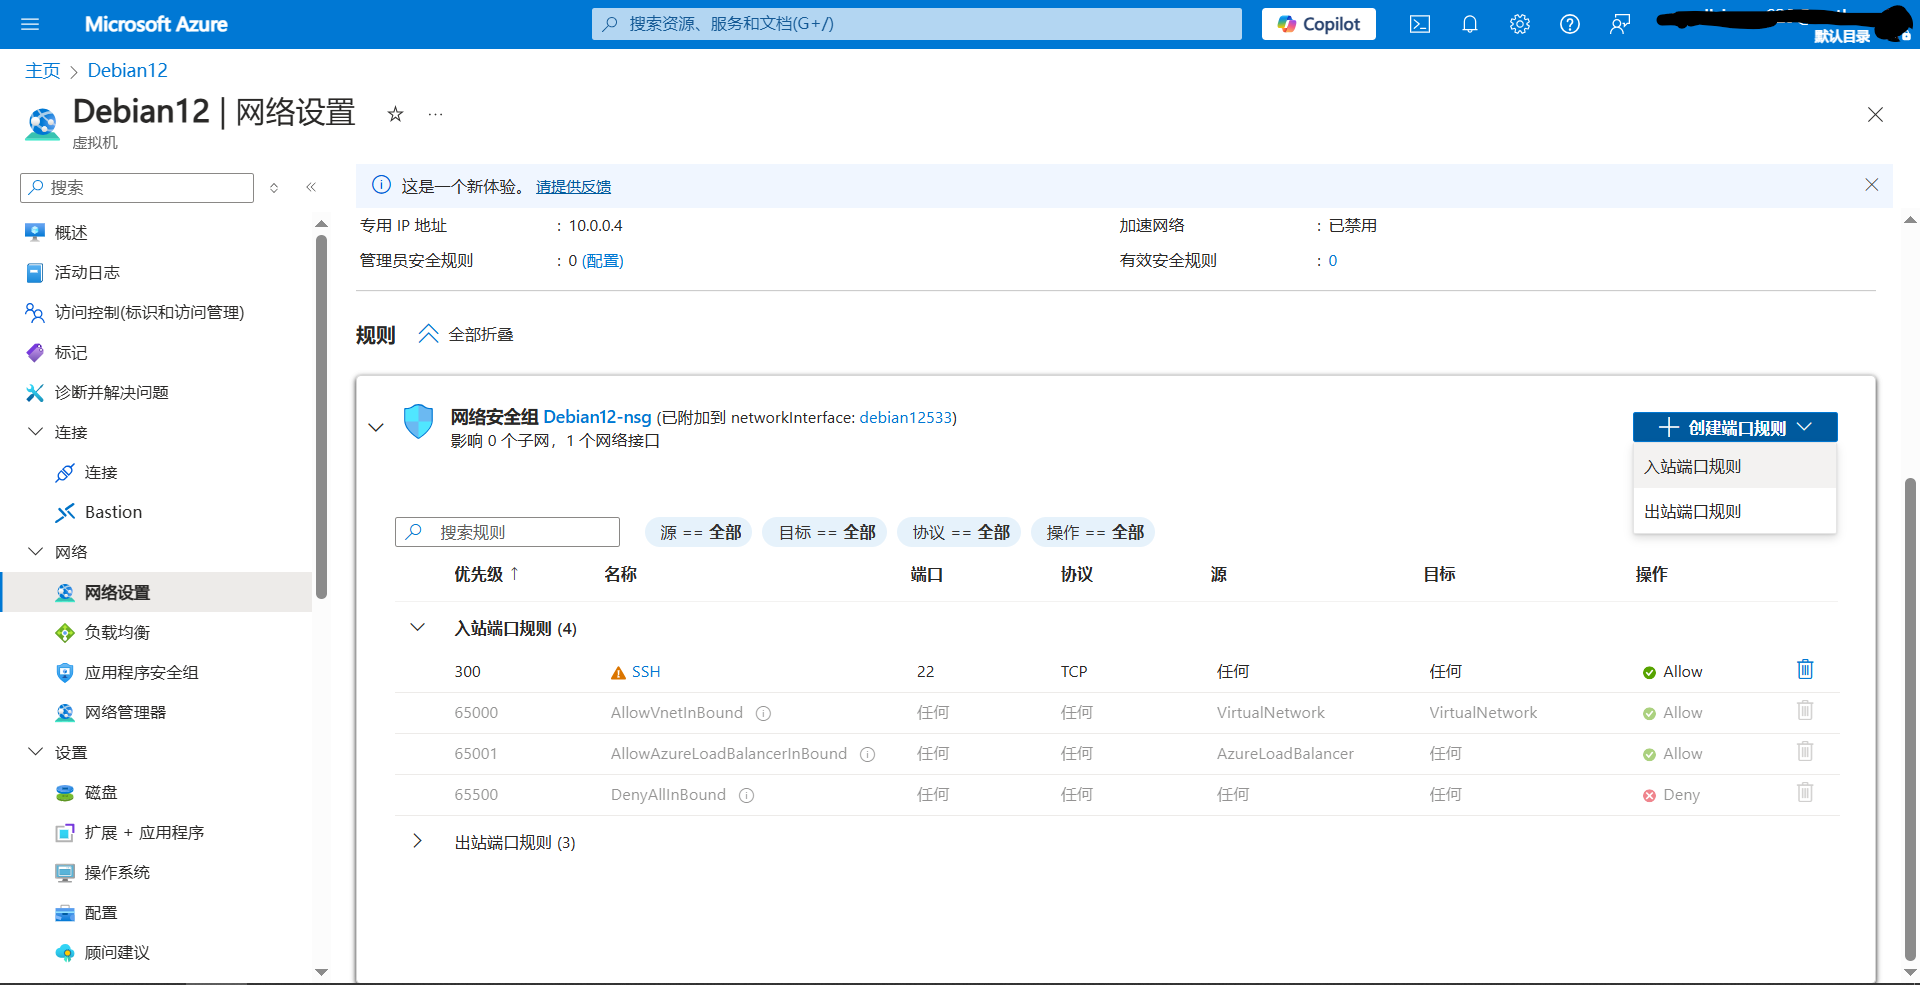 Microsoft Azure
搜索资源、服务和文档(G+/)
Copilot
默认目录
主页 > Debian12
Debian12 | 网络设置
虚拟机
搜索
概述
活动日志
访问控制(标识和访问管理)
标记
诊断并解决问题
连接
连接
Bastion
网络
网络设置
负载均衡
应用程序安全组
网络管理器
设置
磁盘
扩展 + 应用程序
操作系统
配置
顾问建议
这是一个新体验。 请提供反馈
专用 IP 地址 : 10.0.0.4
加速网络 : 已禁用
管理员安全规则 : 0 (配置)
有效安全规则 : 0
规则 全部折叠
网络安全组 Debian12-nsg (已附加到 networkInterface: debian12533)
影响 0 个子网，1 个网络接口
创建端口规则
入站端口规则
出站端口规则
搜索规则
源 == 全部
目标 == 全部
协议 == 全部
操作 == 全部
优先级 ↑ 名称 端口 协议 源 目标 操作
入站端口规则 (4)
300 SSH 22 TCP 任何 任何 Allow
65000 AllowVnetInBound 任何 任何 VirtualNetwork VirtualNetwork Allow
65001 AllowAzureLoadBalancerInBound 任何 任何 AzureLoadBalancer 任何 Allow
65500 DenyAllInBound 任何 任何 任何 任何 Deny
出站端口规则 (3)